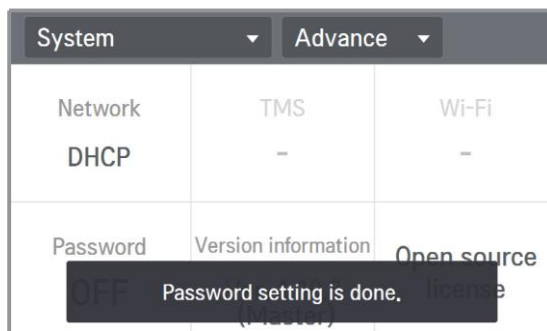 System Advance
Network TMS Wi-Fi
DHCP - -
Password Version information Open source
OFF license
Password setting is done.
(Master)